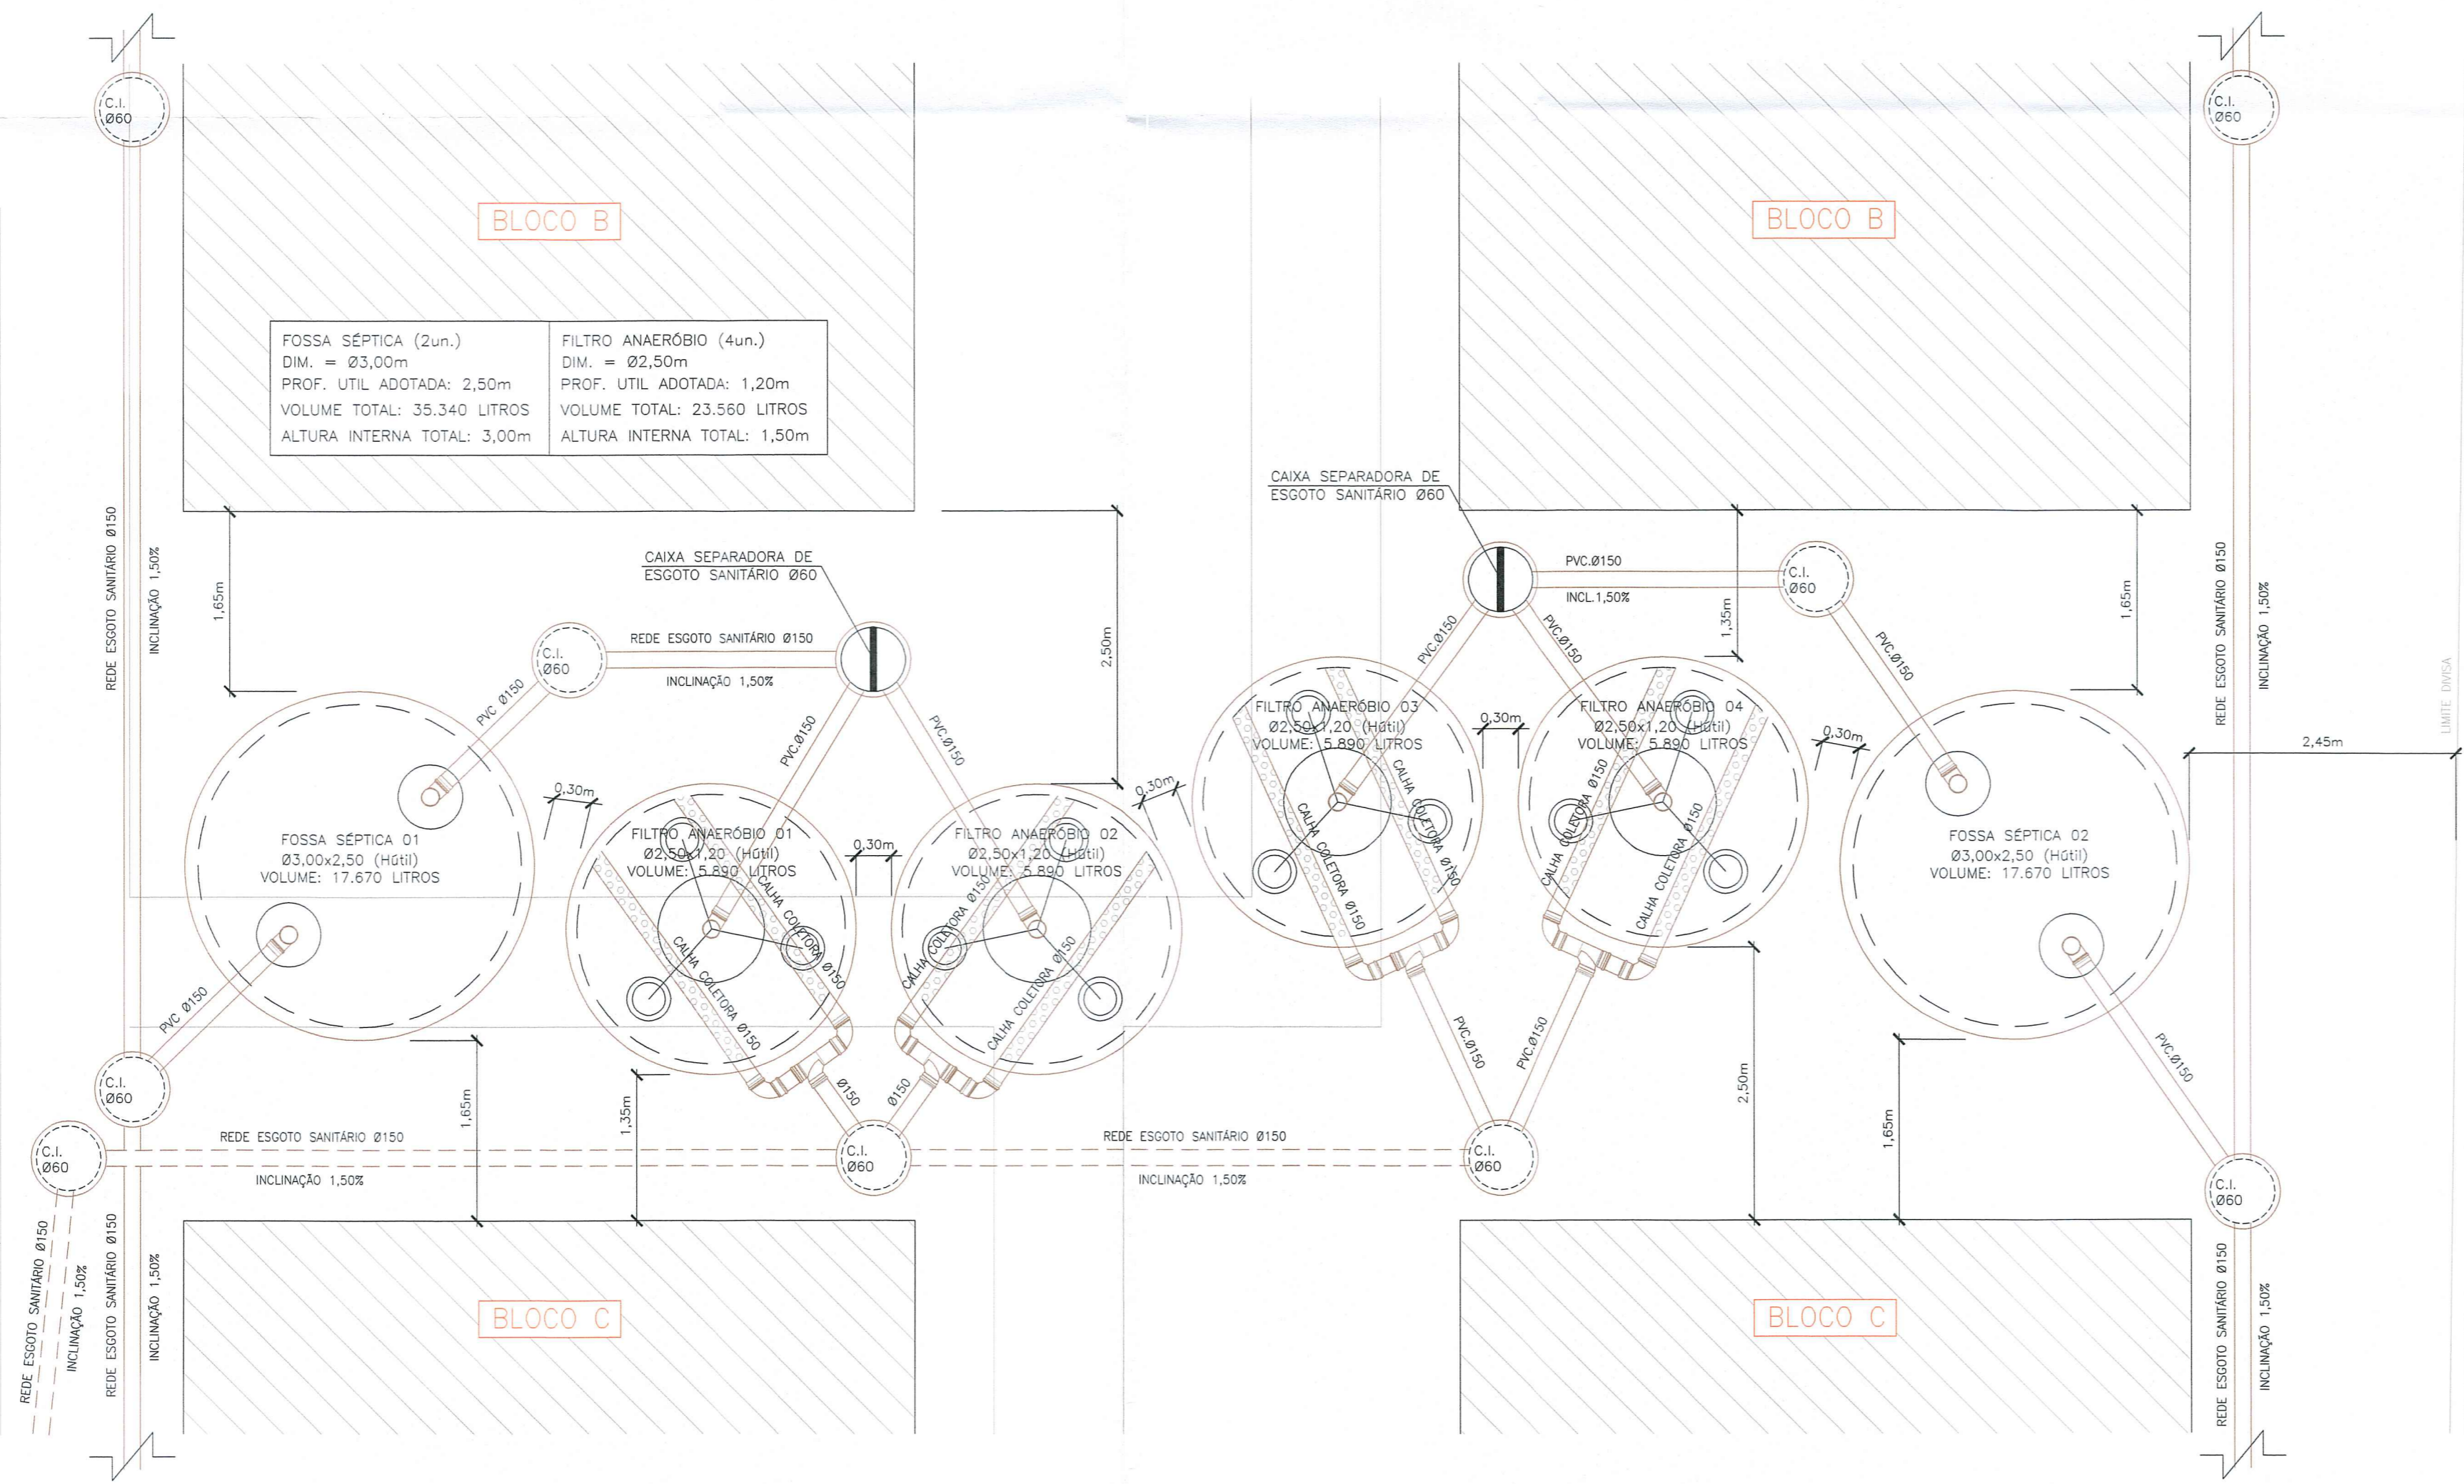 C.I.
Ø60
C.I.
Ø60
BLOCO B
BLOCO B
FOSSA SÉPTICA (2un.)
DIM. = Ø3,00m
PROF. UTIL ADOTADA: 2,50m
VOLUME TOTAL: 35.340 LITROS
ALTURA INTERNA TOTAL: 3,00m
FILTRO ANAERÓBIO (4un.)
DIM. = Ø2,50m
PROF. UTIL ADOTADA: 1,20m
VOLUME TOTAL: 23.560 LITROS
ALTURA INTERNA TOTAL: 1,50m
REDE ESGOTO SANITÁRIO Ø150
INCLINAÇÃO 1,50%
1,65m
CAIXA SEPARADORA DE
ESGOTO SANITÁRIO Ø60
C.I.
Ø60
REDE ESGOTO SANITÁRIO Ø150
INCLINAÇÃO 1,50%
PVC Ø150
PVC.Ø150
PVC.Ø150
2,50m
CAIXA SEPARADORA DE
ESGOTO SANITÁRIO Ø60
PVC.Ø150
INCL.1,50%
C.I.
Ø60
PVC.Ø150
PVC.Ø150
1,35m
PVC.Ø150
1,65m
REDE ESGOTO SANITÁRIO Ø150
INCLINAÇÃO 1,50%
LIMITE DIVISA
2,45m
FOSSA SÉPTICA 01
Ø3,00x2,50 (Hútil)
VOLUME: 17.670 LITROS
0,30m
FILTRO ANAERÓBIO 01
Ø2,50x1,20 (Hútil)
VOLUME: 5.890 LITROS
CALHA COLETORA Ø150
CALHA COLETORA Ø150
0,30m
FILTRO ANAERÓBIO 02
Ø2,50x1,20 (Hútil)
VOLUME: 5.890 LITROS
CALHA COLETORA Ø150
CALHA COLETORA Ø150
0,30m
FILTRO ANAERÓBIO 03
Ø2,50x1,20 (Hútil)
VOLUME: 5.890 LITROS
CALHA COLETORA Ø150
CALHA COLETORA Ø150
0,30m
FILTRO ANAERÓBIO 04
Ø2,50x1,20 (Hútil)
VOLUME: 5.890 LITROS
CALHA COLETORA Ø150
CALHA COLETORA Ø150
0,30m
FOSSA SÉPTICA 02
Ø3,00x2,50 (Hútil)
VOLUME: 17.670 LITROS
PVC Ø150
C.I.
Ø60
C.I.
Ø60
REDE ESGOTO SANITÁRIO Ø150
INCLINAÇÃO 1,50%
1,65m
1,35m
Ø150
Ø150
C.I.
Ø60
REDE ESGOTO SANITÁRIO Ø150
INCLINAÇÃO 1,50%
PVC.Ø150
PVC.Ø150
C.I.
Ø60
2,50m
1,65m
PVC.Ø150
C.I.
Ø60
REDE ESGOTO SANITÁRIO Ø150
INCLINAÇÃO 1,50%
REDE ESGOTO SANITÁRIO Ø150
INCLINAÇÃO 1,50%
BLOCO C
BLOCO C
REDE ESGOTO SANITÁRIO Ø150
INCLINAÇÃO 1,50%